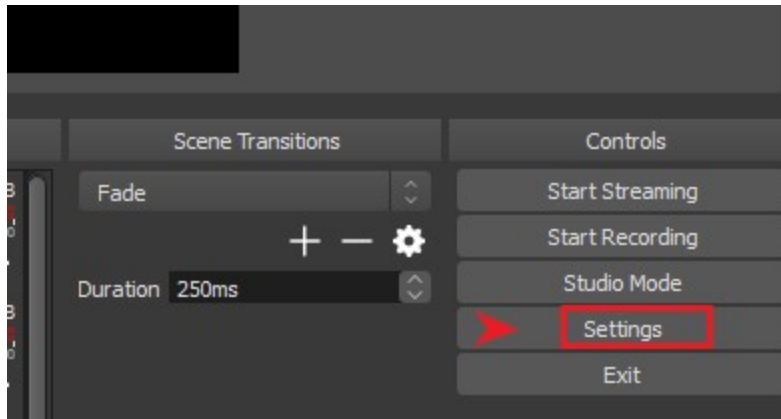 Scene Transitions
Controls
Fade
Start Streaming
Start Recording
Duration 250ms
Studio Mode
Settings
Exit